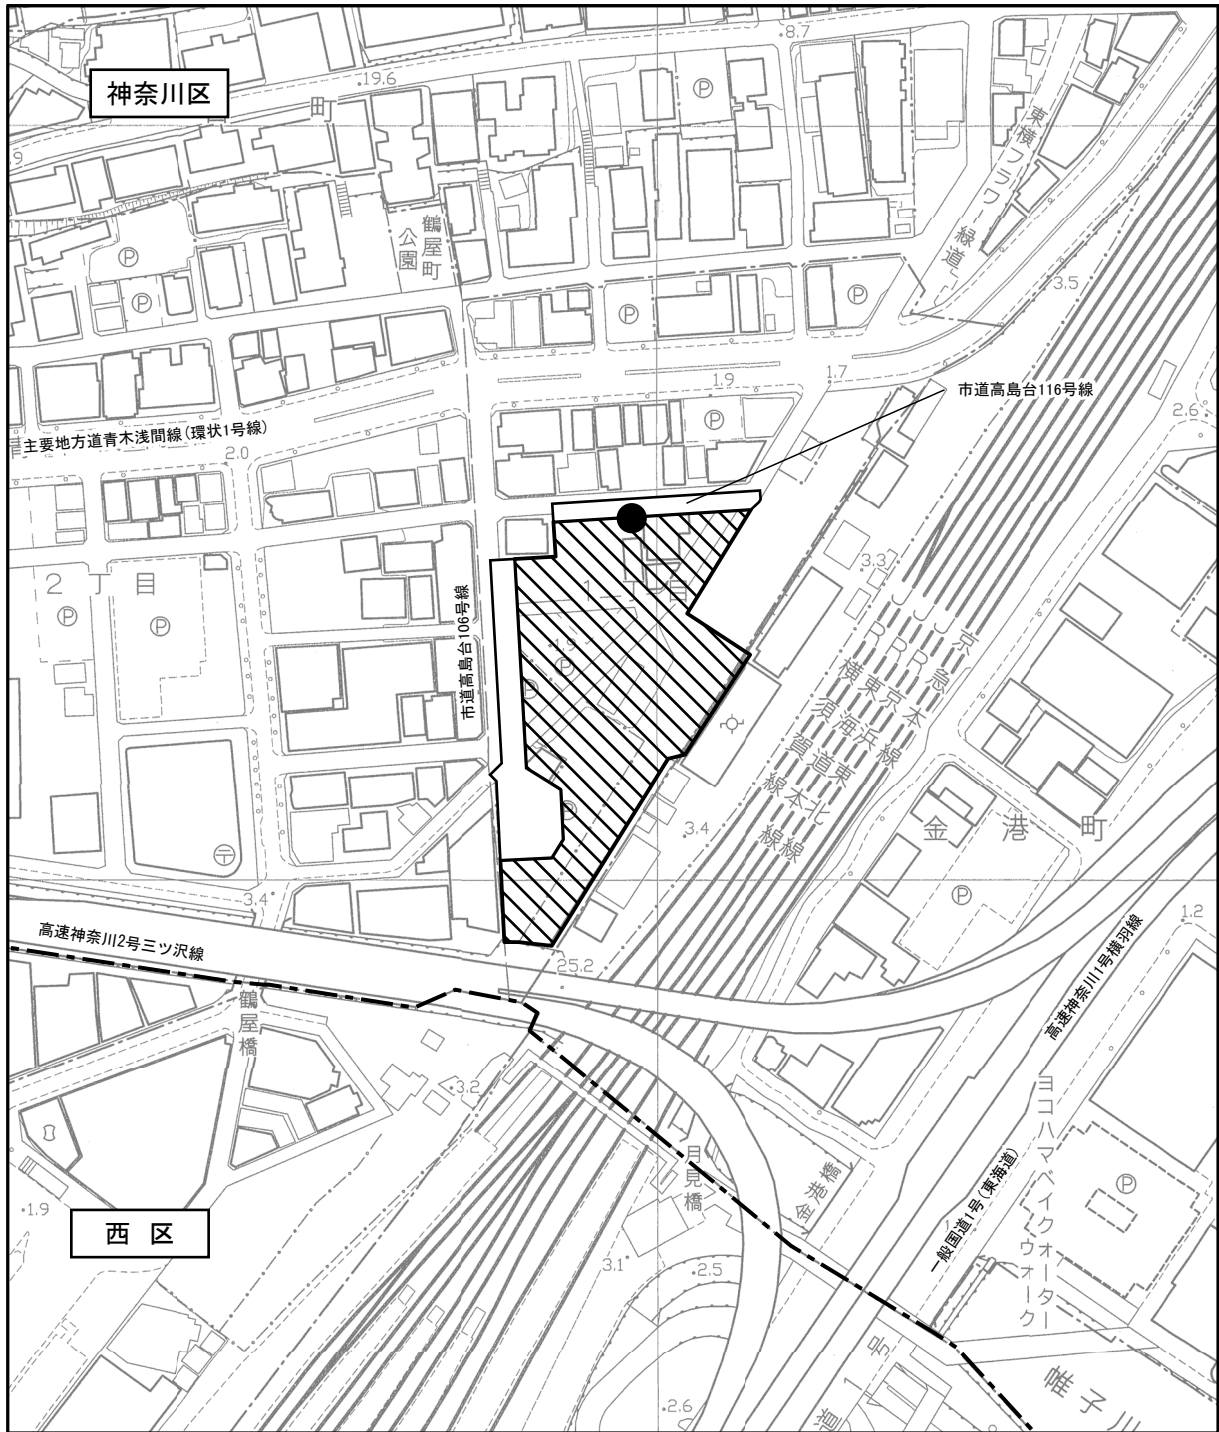 8.7
19.6
神奈川区
町
9
Ⓟ
東横フラワー緑道
鶴屋町
公園
Ⓟ
Ⓟ
Ⓟ
Ⓟ
3.5
1.7
1.9
市道高島台116号線
2.6
Ⓟ
主要地方道青木浅間線(環状1号線)
2.0
3.3
2丁目
Ⓟ
Ⓟ
市道高島台106号線
1.9
Ⓟ
Ⓟ
京急本線
JR京浜東北線
JR東海道本線
横須賀線
Ⓟ
3.4
金港町
〒
Ⓟ
3.4
1.2
高速神奈川2号三ツ沢線
25.2
高速神奈川1号横羽線
鶴屋橋
3.2
ヨコハマベイクオーター
ウォーク
月見橋
金港橋
Ⓟ
1.9
一般国道1号(東海道)
西 区
3.1
2.5
号
1
道
帷子川
2.6